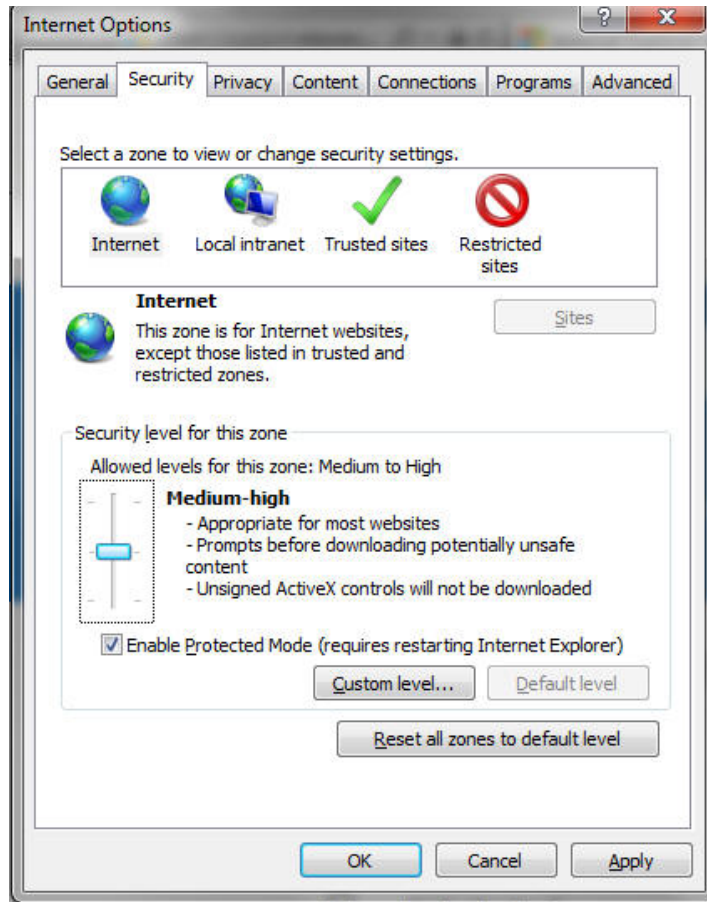 Internet Options
?
X
General Security Privacy Content Connections Programs Advanced
Select a zone to view or change security settings.
Internet Local intranet Trusted sites Restricted
sites
Internet
This zone is for Internet websites,
except those listed in trusted and
restricted zones.
Sites
Security level for this zone
Allowed levels for this zone: Medium to High
Medium-high
- Appropriate for most websites
- Prompts before downloading potentially unsafe
content
- Unsigned ActiveX controls will not be downloaded
Enable Protected Mode (requires restarting Internet Explorer)
Custom level... Default level
Reset all zones to default level
OK Cancel Apply